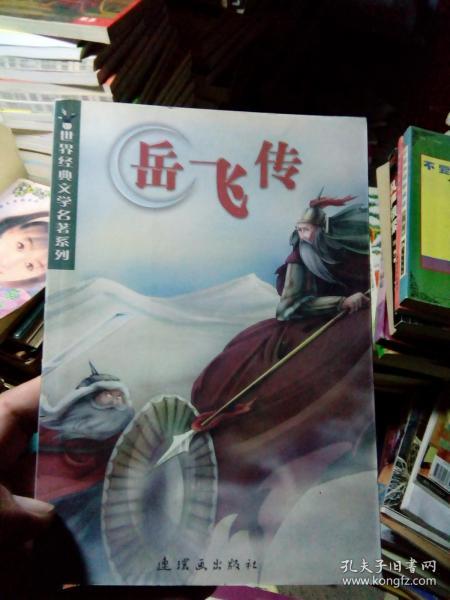 世界经典文学名著系列
岳飞传
连环画出版社
不
孔夫子旧书网
www.kongfz.com